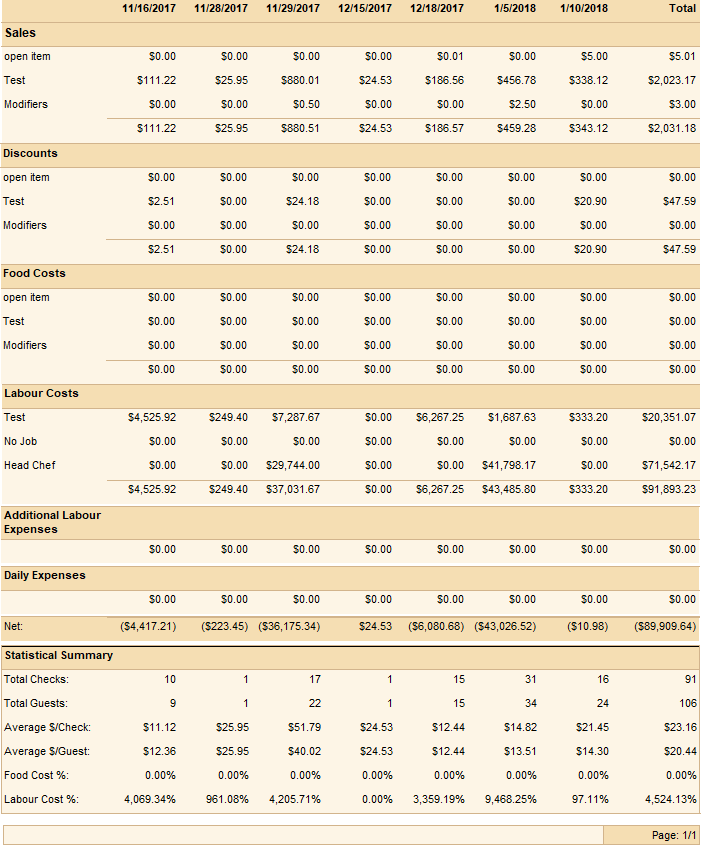 11/16/2017 11/28/2017 11/29/2017 12/15/2017 12/18/2017 1/5/2018 1/10/2018 Total
Sales
open item $0.00 $0.00 $0.00 $0.00 $0.01 $0.00 $5.00 $5.01
Test $111.22 $25.95 $880.01 $24.53 $186.56 $456.78 $338.12 $2,023.17
Modifiers $0.00 $0.00 $0.50 $0.00 $0.00 $2.50 $0.00 $3.00
$111.22 $25.95 $880.51 $24.53 $186.57 $459.28 $343.12 $2,031.18
Discounts
open item $0.00 $0.00 $0.00 $0.00 $0.00 $0.00 $0.00 $0.00
Test $2.51 $0.00 $24.18 $0.00 $0.00 $0.00 $20.90 $47.59
Modifiers $0.00 $0.00 $0.00 $0.00 $0.00 $0.00 $0.00 $0.00
$2.51 $0.00 $24.18 $0.00 $0.00 $0.00 $20.90 $47.59
Food Costs
open item $0.00 $0.00 $0.00 $0.00 $0.00 $0.00 $0.00 $0.00
Test $0.00 $0.00 $0.00 $0.00 $0.00 $0.00 $0.00 $0.00
Modifiers $0.00 $0.00 $0.00 $0.00 $0.00 $0.00 $0.00 $0.00
$0.00 $0.00 $0.00 $0.00 $0.00 $0.00 $0.00 $0.00
Labour Costs
Test $4,525.92 $249.40 $7,287.67 $0.00 $6,267.25 $1,687.63 $333.20 $20,351.07
No Job $0.00 $0.00 $0.00 $0.00 $0.00 $0.00 $0.00 $0.00
Head Chef $0.00 $0.00 $29,744.00 $0.00 $0.00 $41,798.17 $0.00 $71,542.17
$4,525.92 $249.40 $37,031.67 $0.00 $6,267.25 $43,485.80 $333.20 $91,893.23
Additional Labour
Expenses
$0.00 $0.00 $0.00 $0.00 $0.00 $0.00 $0.00 $0.00
Daily Expenses
$0.00 $0.00 $0.00 $0.00 $0.00 $0.00 $0.00 $0.00
Net: ($4,417.21) ($223.45) ($36,175.34) $24.53 ($6,080.68) ($43,026.52) ($10.98) ($89,909.64)
Statistical Summary
Total Checks: 10 1 17 1 15 31 16 91
Total Guests: 9 1 22 1 15 34 24 106
Average $/Check: $11.12 $25.95 $51.79 $24.53 $12.44 $14.82 $21.45 $23.16
Average $/Guest: $12.36 $25.95 $40.02 $24.53 $12.44 $13.51 $14.30 $20.44
Food Cost %: 0.00% 0.00% 0.00% 0.00% 0.00% 0.00% 0.00% 0.00%
Labour Cost %: 4,069.34% 961.08% 4,205.71% 0.00% 3,359.19% 9,468.25% 97.11% 4,524.13%
Page: 1/1